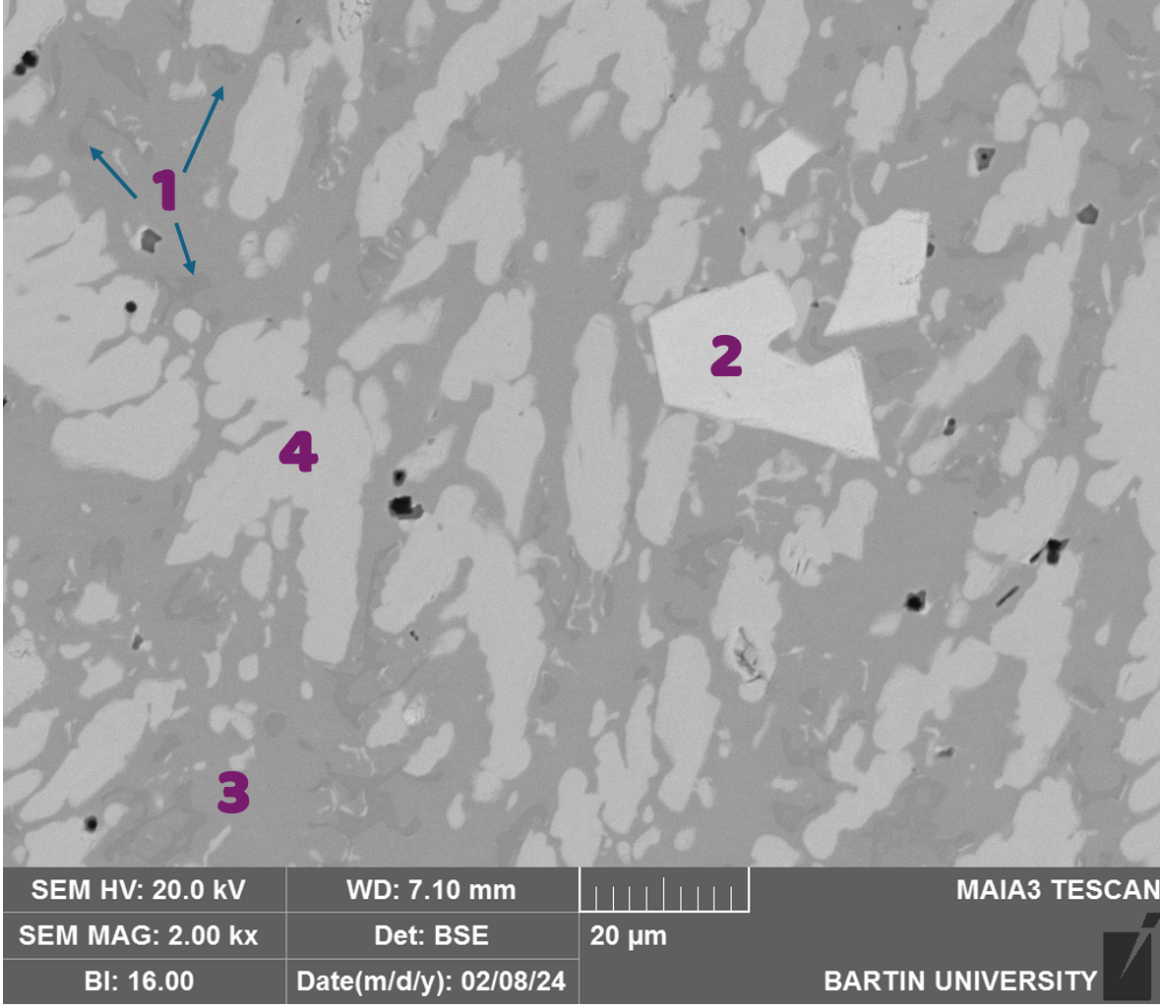 1
2
4
3
SEM HV: 20.0 kV
WD: 7.10 mm
MAIA3 TESCAN
SEM MAG: 2.00 kx
Det: BSE
20 µm
BI: 16.00
Date(m/d/y): 02/08/24
BARTIN UNIVERSITY